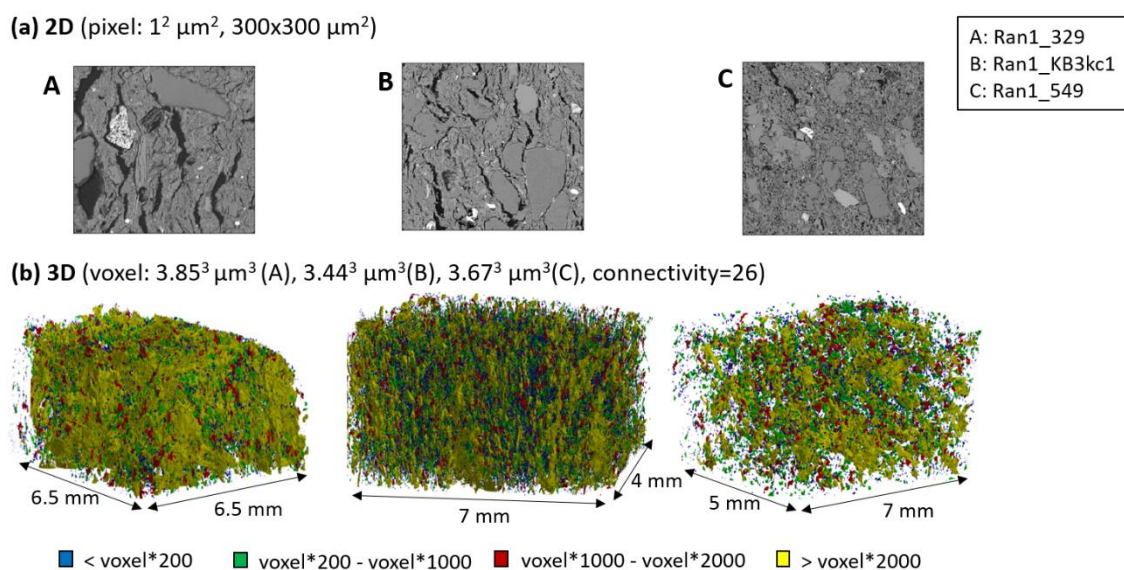 (a) 2D (pixel: 1² µm², 300x300 µm²)
A: Ran1_329
B: Ran1_KB3kc1
C: Ran1_549
A
B
C
(b) 3D (voxel: 3.85³ µm³ (A), 3.44³ µm³(B), 3.67³ µm³(C), connectivity=26)
6.5 mm
6.5 mm
7 mm
4 mm
5 mm
7 mm
< voxel*200
voxel*200 - voxel*1000
voxel*1000 - voxel*2000
> voxel*2000